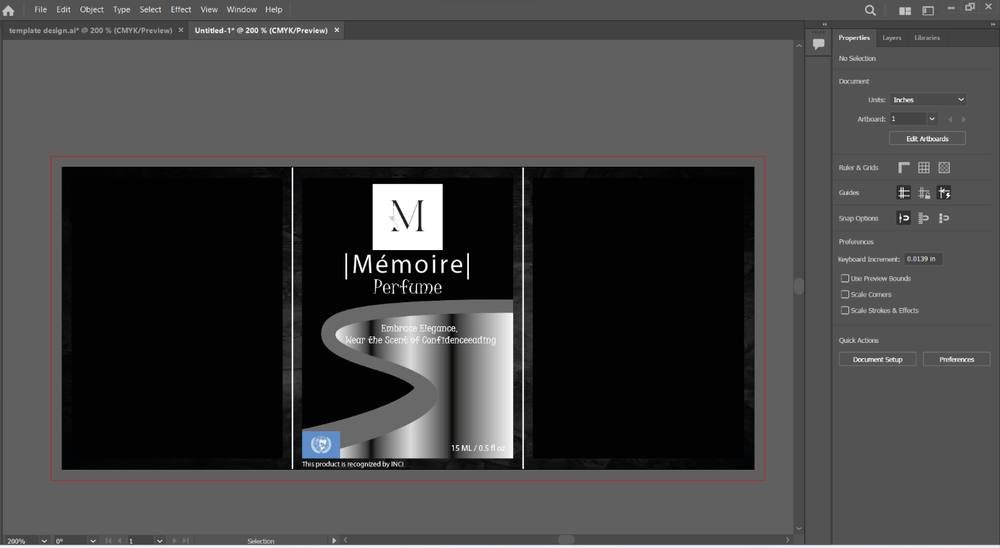 File Edit Object Type Select Effect View Window Help
template design.ai* @ 200 % (CMYK/Preview) × Untitled-1* @ 200 % (CMYK/Preview) ×
Properties Layers Libraries
No Selection
Document
Units: Inches
Artboard: 1
Edit Artboards
Ruler & Grids
Guides
Snap Options
Preferences
Keyboard Increment: 0.0139 in
Use Preview Bounds
Scale Corners
Scale Strokes & Effects
Quick Actions
Document Setup Preferences
M
|Mémoire|
Perfume
Embrace Elegance,
Wear the Scent of Confidenceeading
15 ML / 0.5 fl oz
This product is recognized by INCI
200% 0° 1 Selection